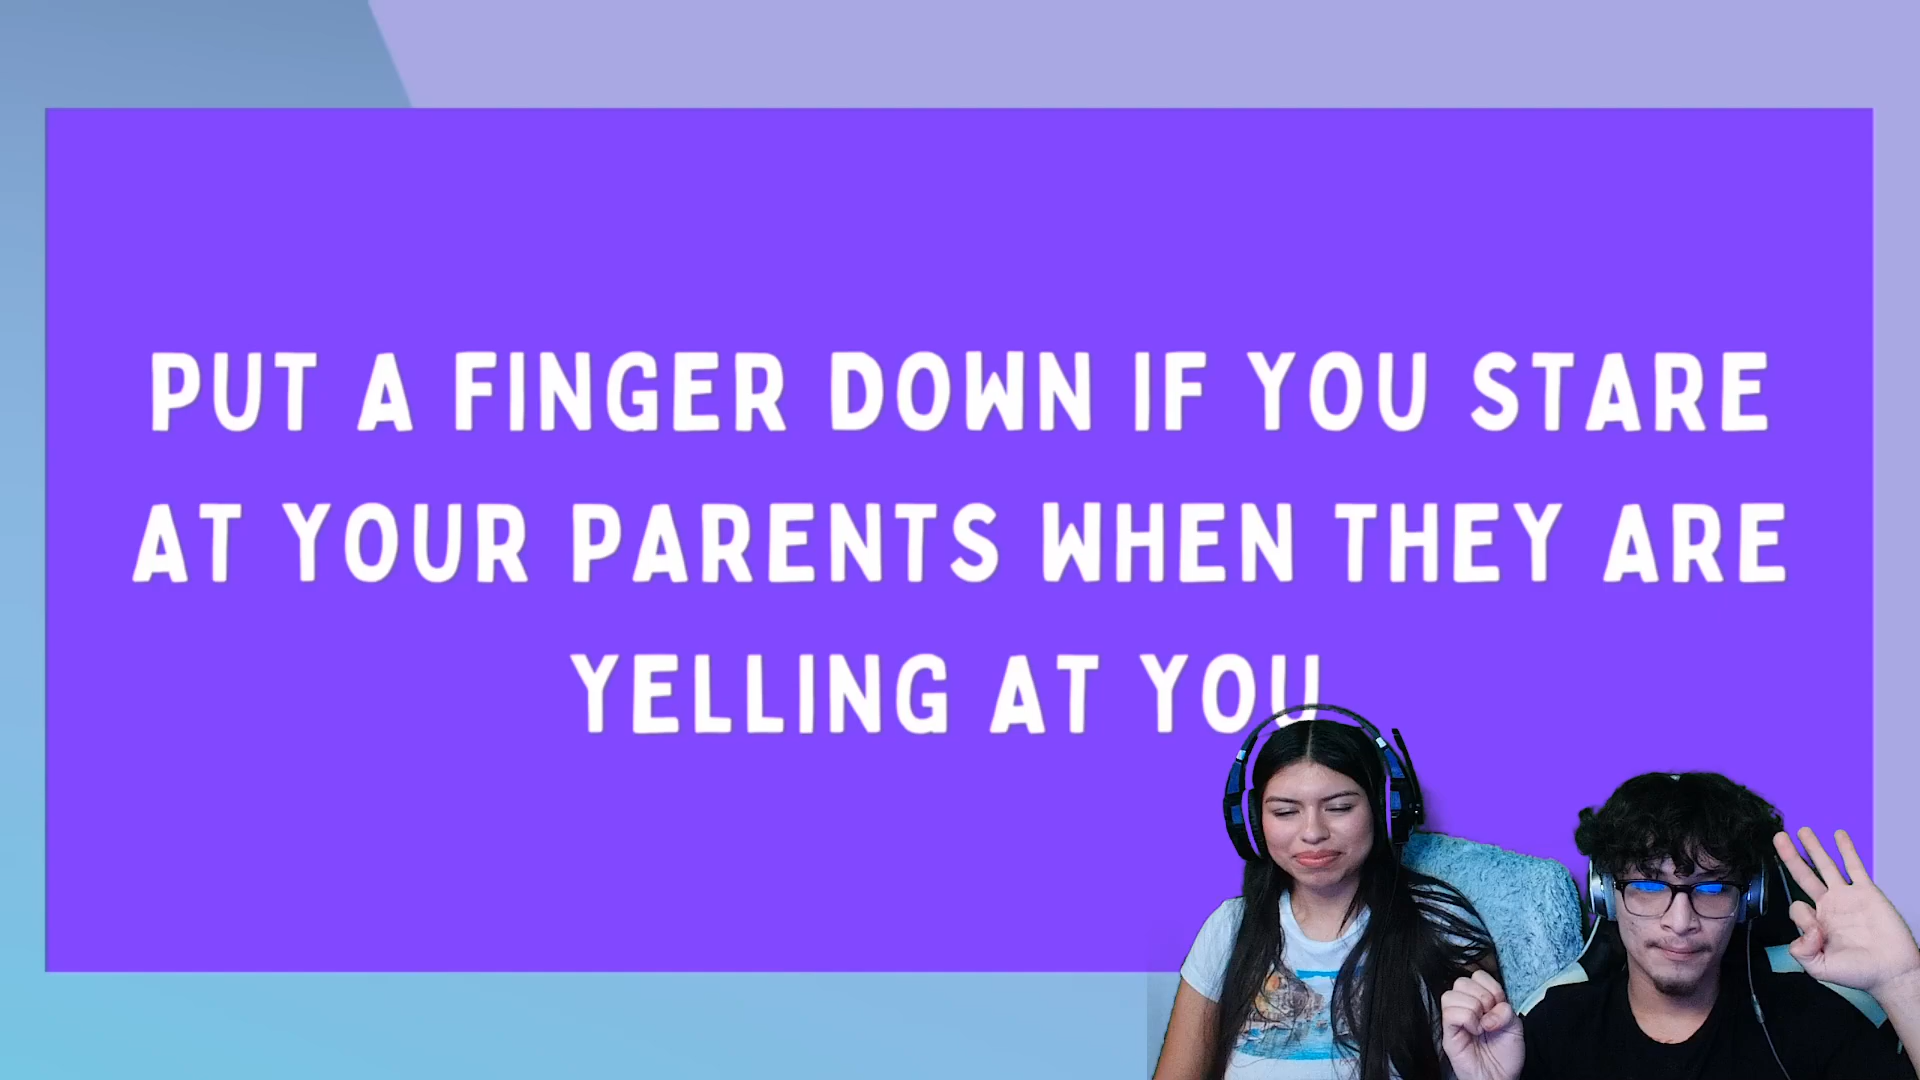 PUT A FINGER DOWN IF YOU STARE
AT YOUR PARENTS WHEN THEY ARE
YELLING AT YOU